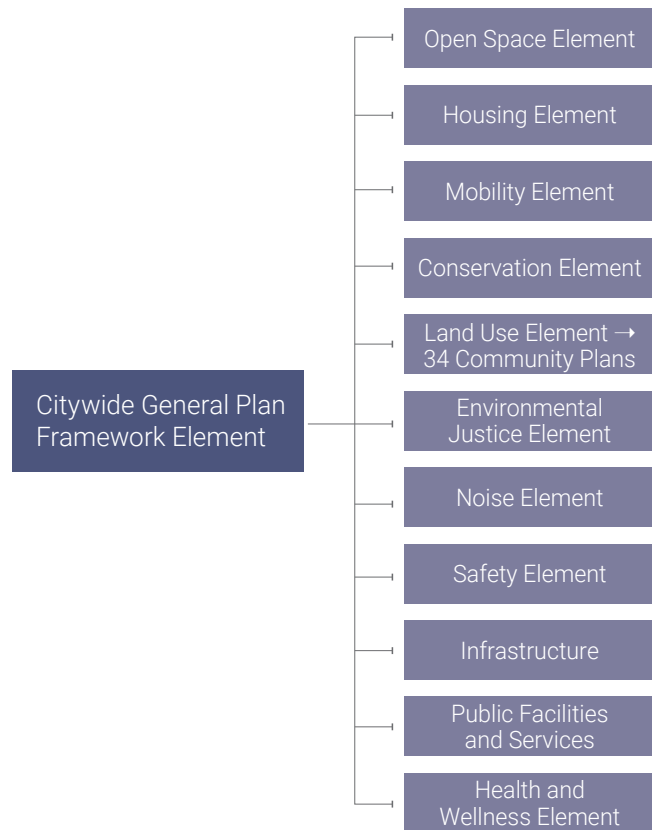 Open Space Element
Housing Element
Mobility Element
Conservation Element
Land Use Element →
34 Community Plans
Citywide General Plan
Framework Element
Environmental
Justice Element
Noise Element
Safety Element
Infrastructure
Public Facilities
and Services
Health and
Wellness Element